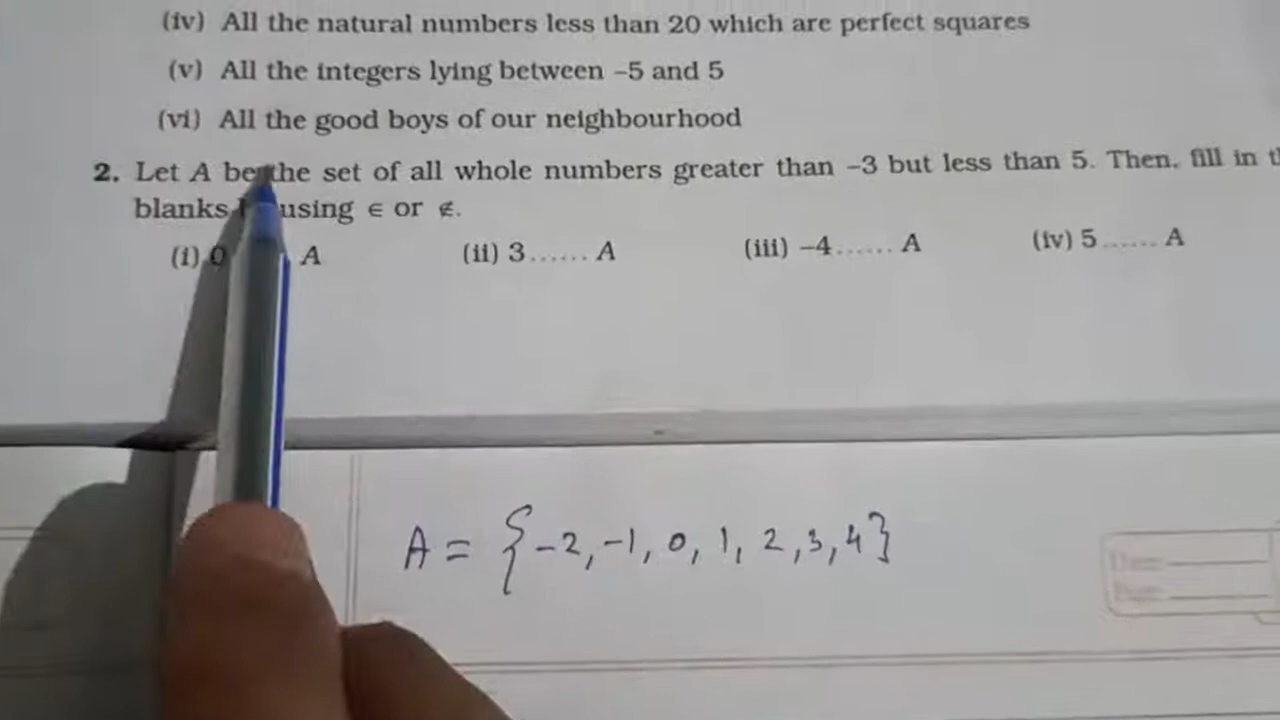 (iv) All the natural numbers less than 20 which are perfect squares
(v) All the integers lying between –5 and 5
(vi) All the good boys of our neighbourhood
2. Let A be the set of all whole numbers greater than –3 but less than 5. Then, fill in
blanks using ∈ or ∉.
(i) 0 A
(ii) 3...... A
(iii) –4...... A
(iv) 5...... A
A = {-2, -1, 0, 1, 2, 3, 4}